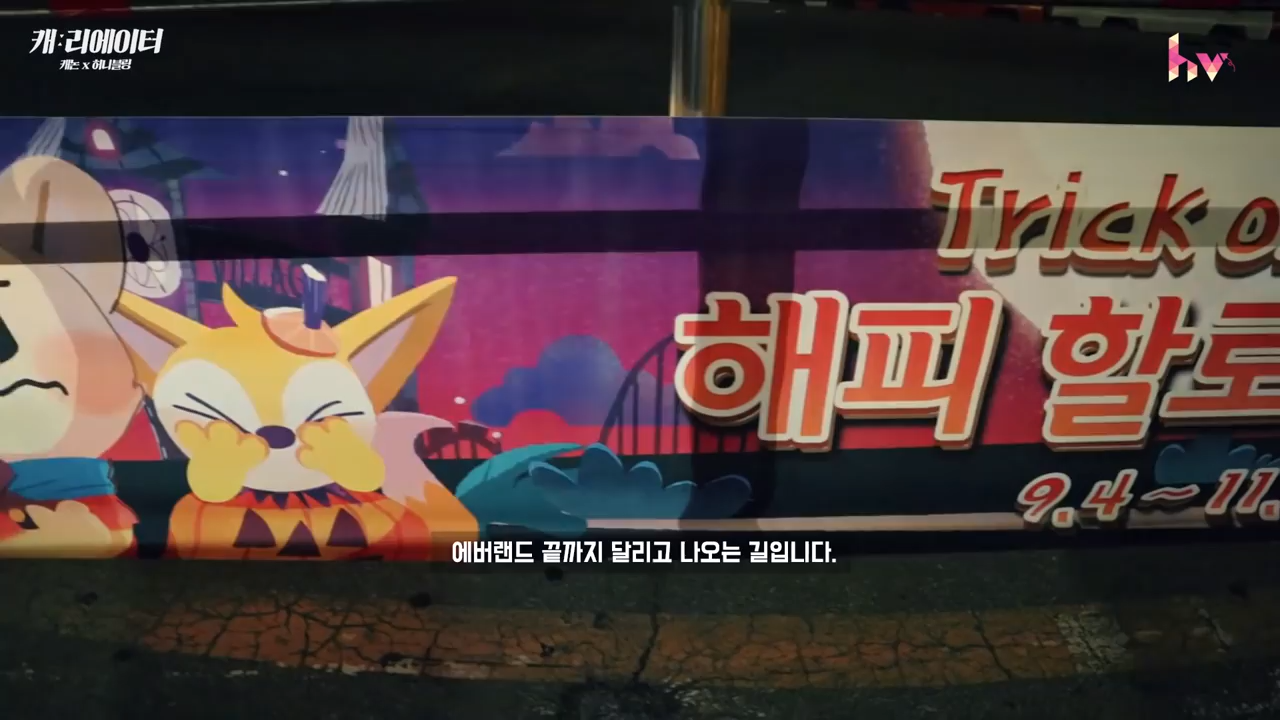 캐리에이터
캐논 x 허니블링
hv
Trick o
해피 할로
9.4~11.
에버랜드 끝까지 달리고 나오는 길입니다.